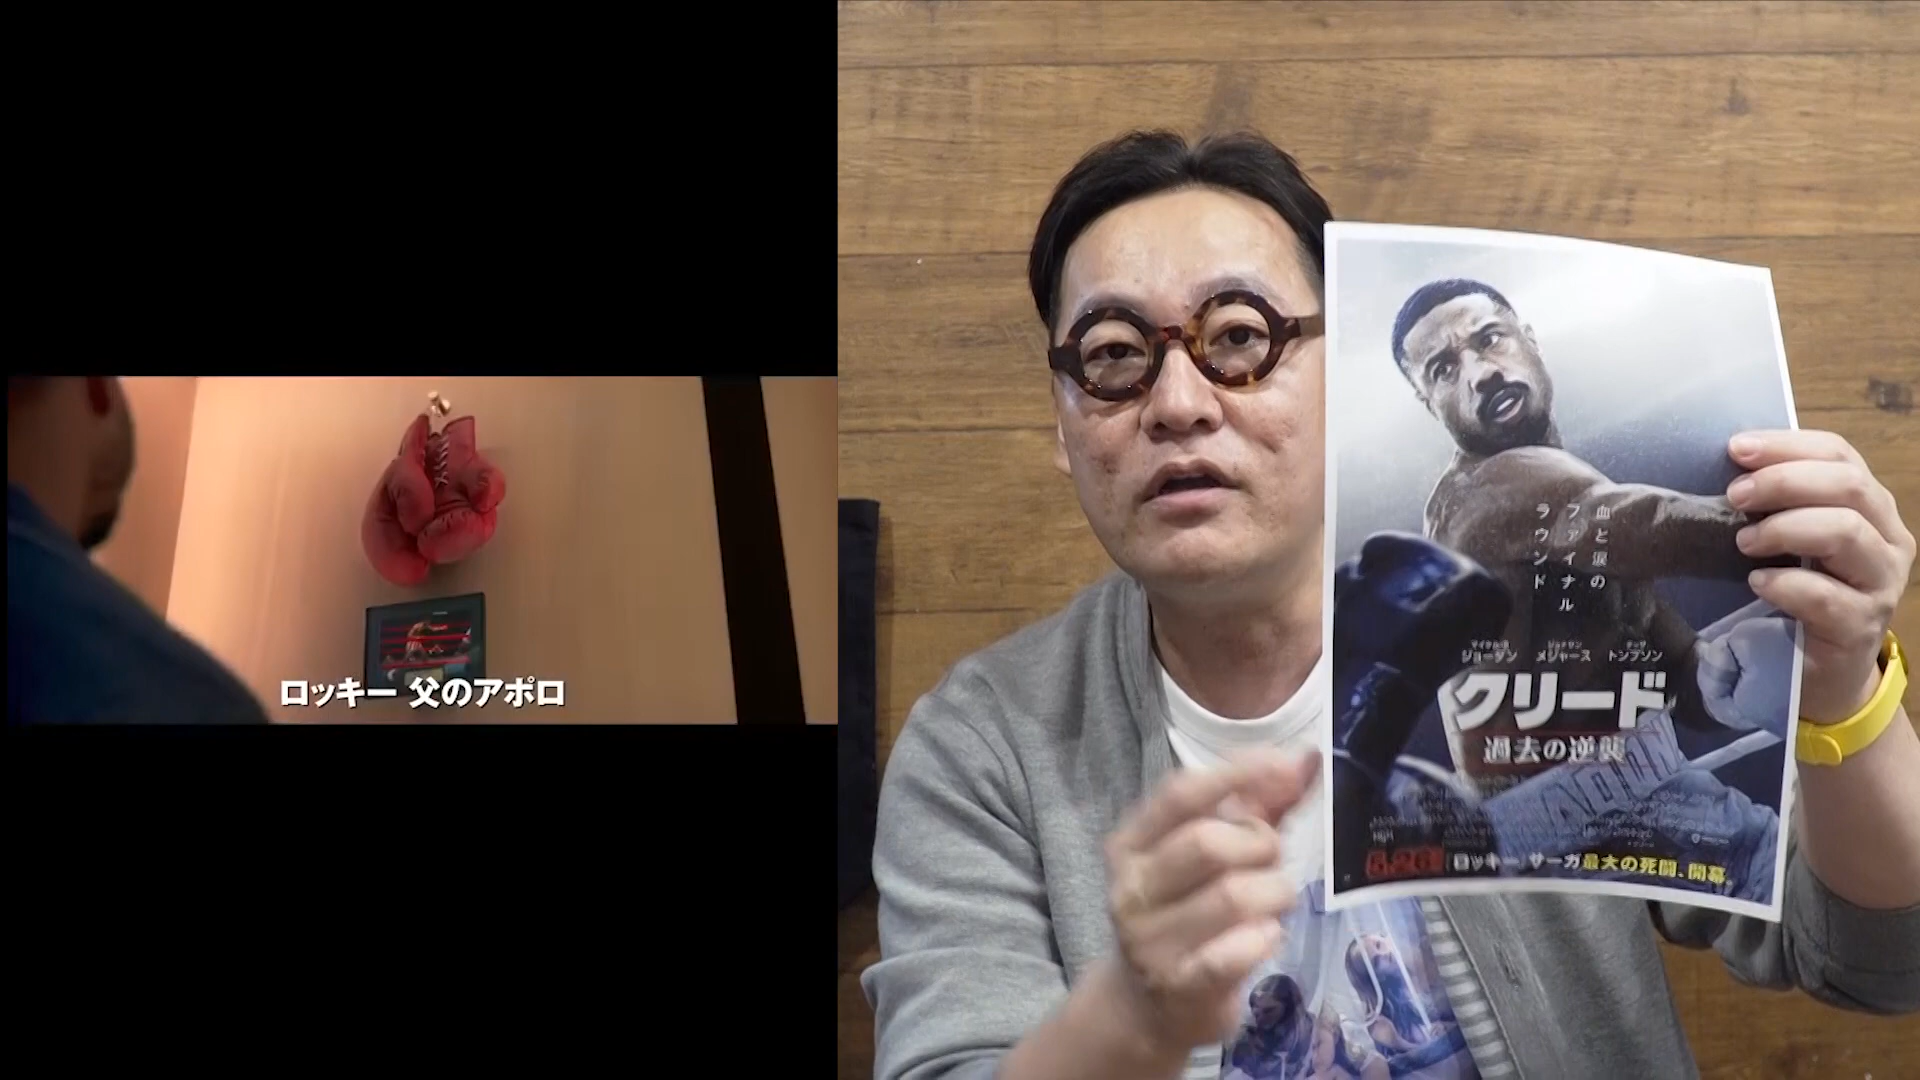 ロッキー 父のアポロ
血と涙の
ファイナル
ラウンド
マイケル・B ジョーダン
ジョナサン メジャース
テッサ トンプソン
クリード
過去の逆襲
5.26 「ロッキー」サーガ最大の死闘、開幕。